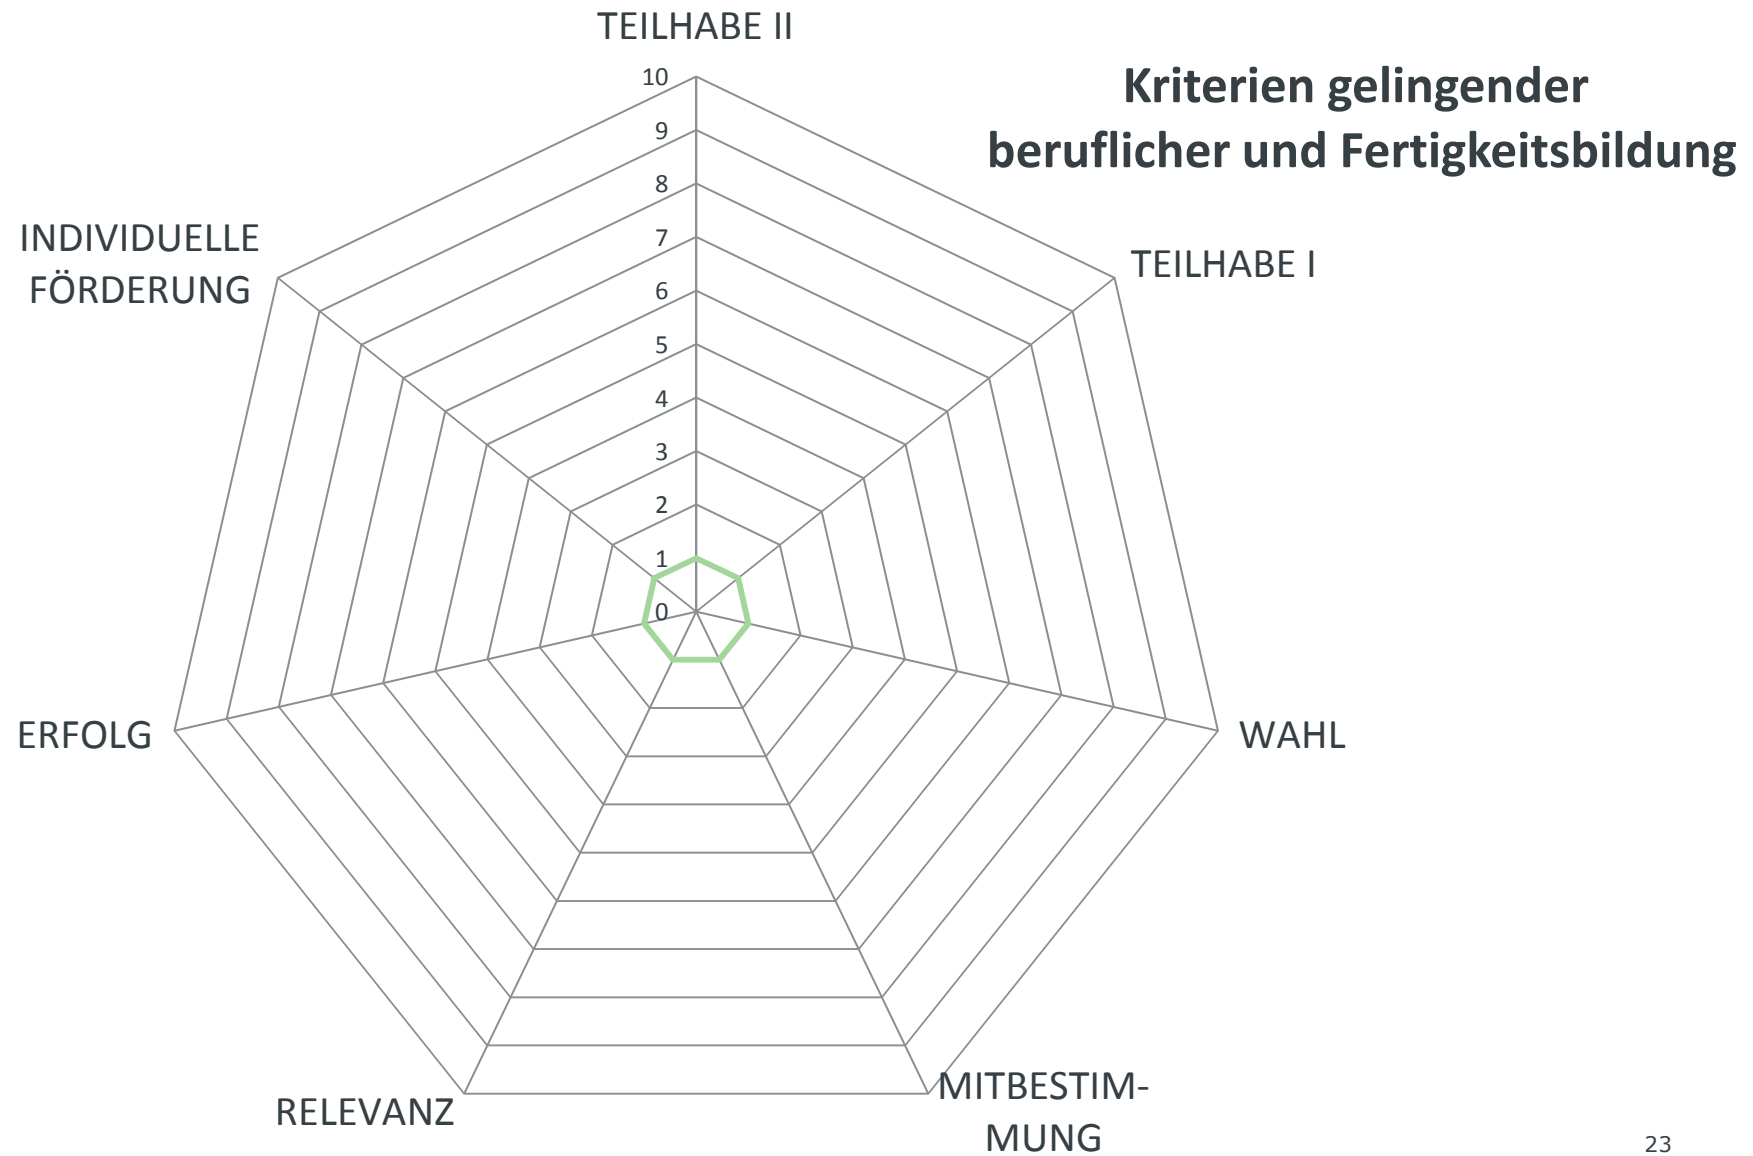 TEILHABE II
Kriterien gelingender
beruflicher und Fertigkeitsbildung
10
9
8
7
6
5
4
3
2
1
0
INDIVIDUELLE
FÖRDERUNG
TEILHABE I
ERFOLG
WAHL
RELEVANZ
MITBESTIM-
MUNG
23